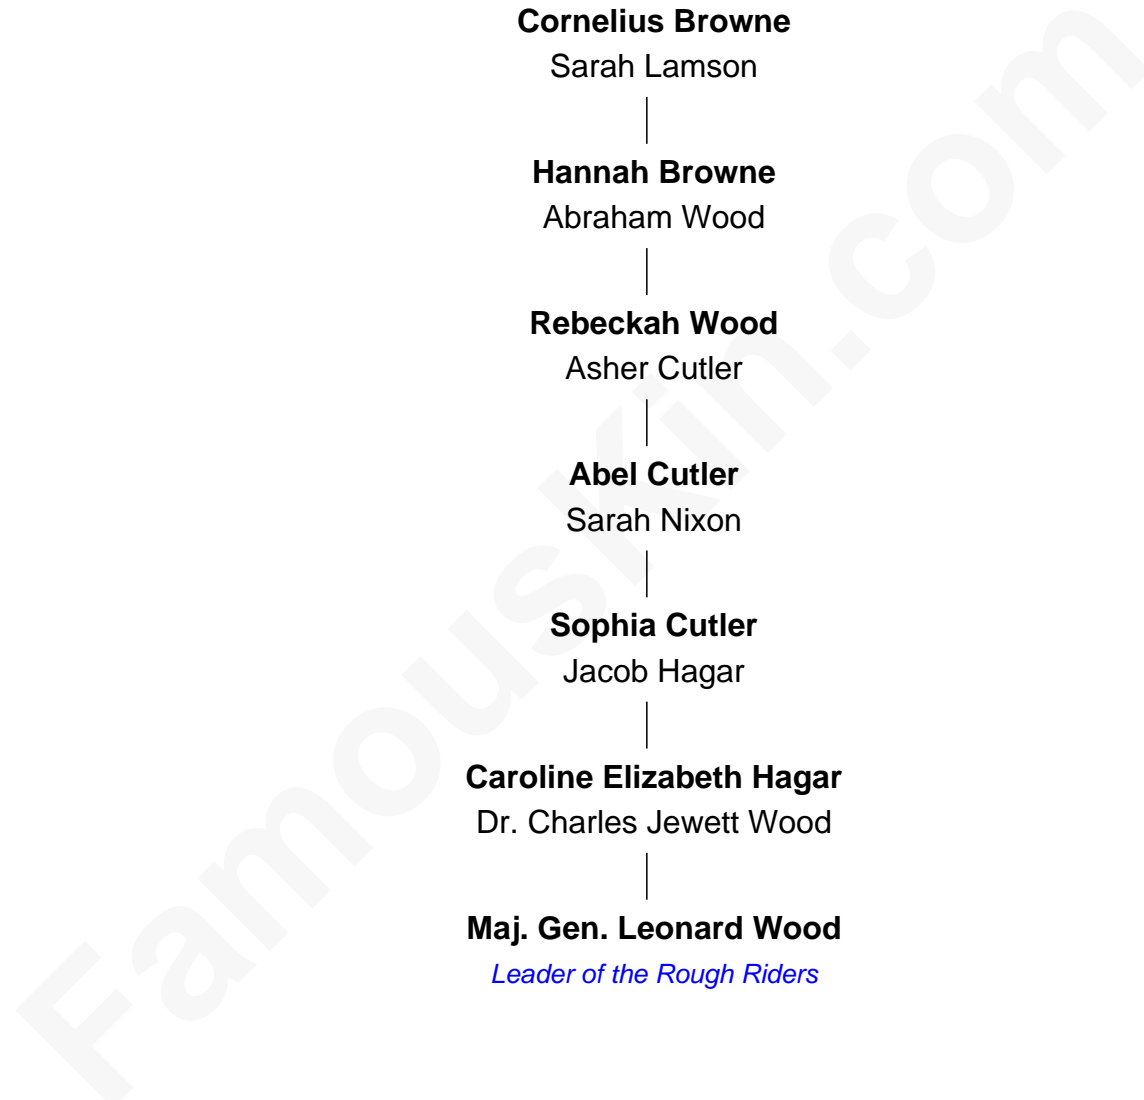 Cornelius Browne
Sarah Lamson
Hannah Browne
Abraham Wood
Rebeckah Wood
Asher Cutler
Abel Cutler
Sarah Nixon
Sophia Cutler
Jacob Hagar
Caroline Elizabeth Hagar
Dr. Charles Jewett Wood
Maj. Gen. Leonard Wood
Leader of the Rough Riders
FamousKin.com